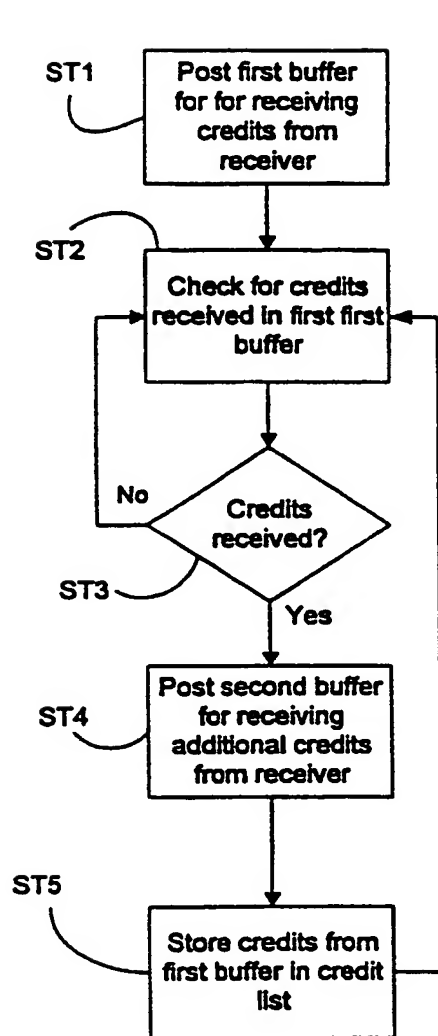 ST1
Post first buffer
for for receiving
credits from
receiver
ST2
Check for credits
received in first first
buffer
No
Credits
received?
ST3
Yes
Post second buffer
for receiving
additional credits
from receiver
ST4
ST5
Store credits from
first buffer in credit
list